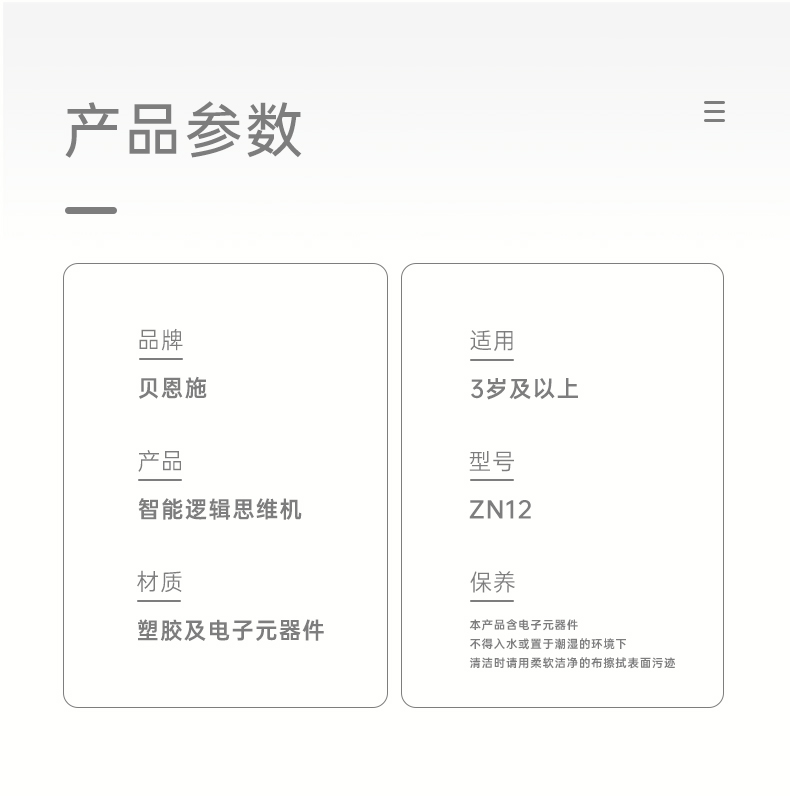 产品参数
品牌
贝恩施
产品
智能逻辑思维机
材质
塑胶及电子元器件
适用
3岁及以上
型号
ZN12
保养
本产品含电子元器件
不得入水或置于潮湿的环境下
清洁时请用柔软洁净的布擦拭表面污迹